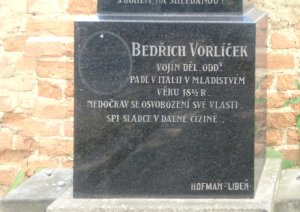 S BOHEM, NA SHLEDANOU!
BEDŘICH VORLÍČEK
VOJÍN DĚL. ODD.
PADL V ITALII V MLADISTVÉM
VĚKU 18½ R.
NEDOČKAV SE OSVOBOZENÍ SVÉ VLASTI
SPÍ SLADCE V DÁLNÉ CIZINĚ.
HOFMAN-LIBEŇ